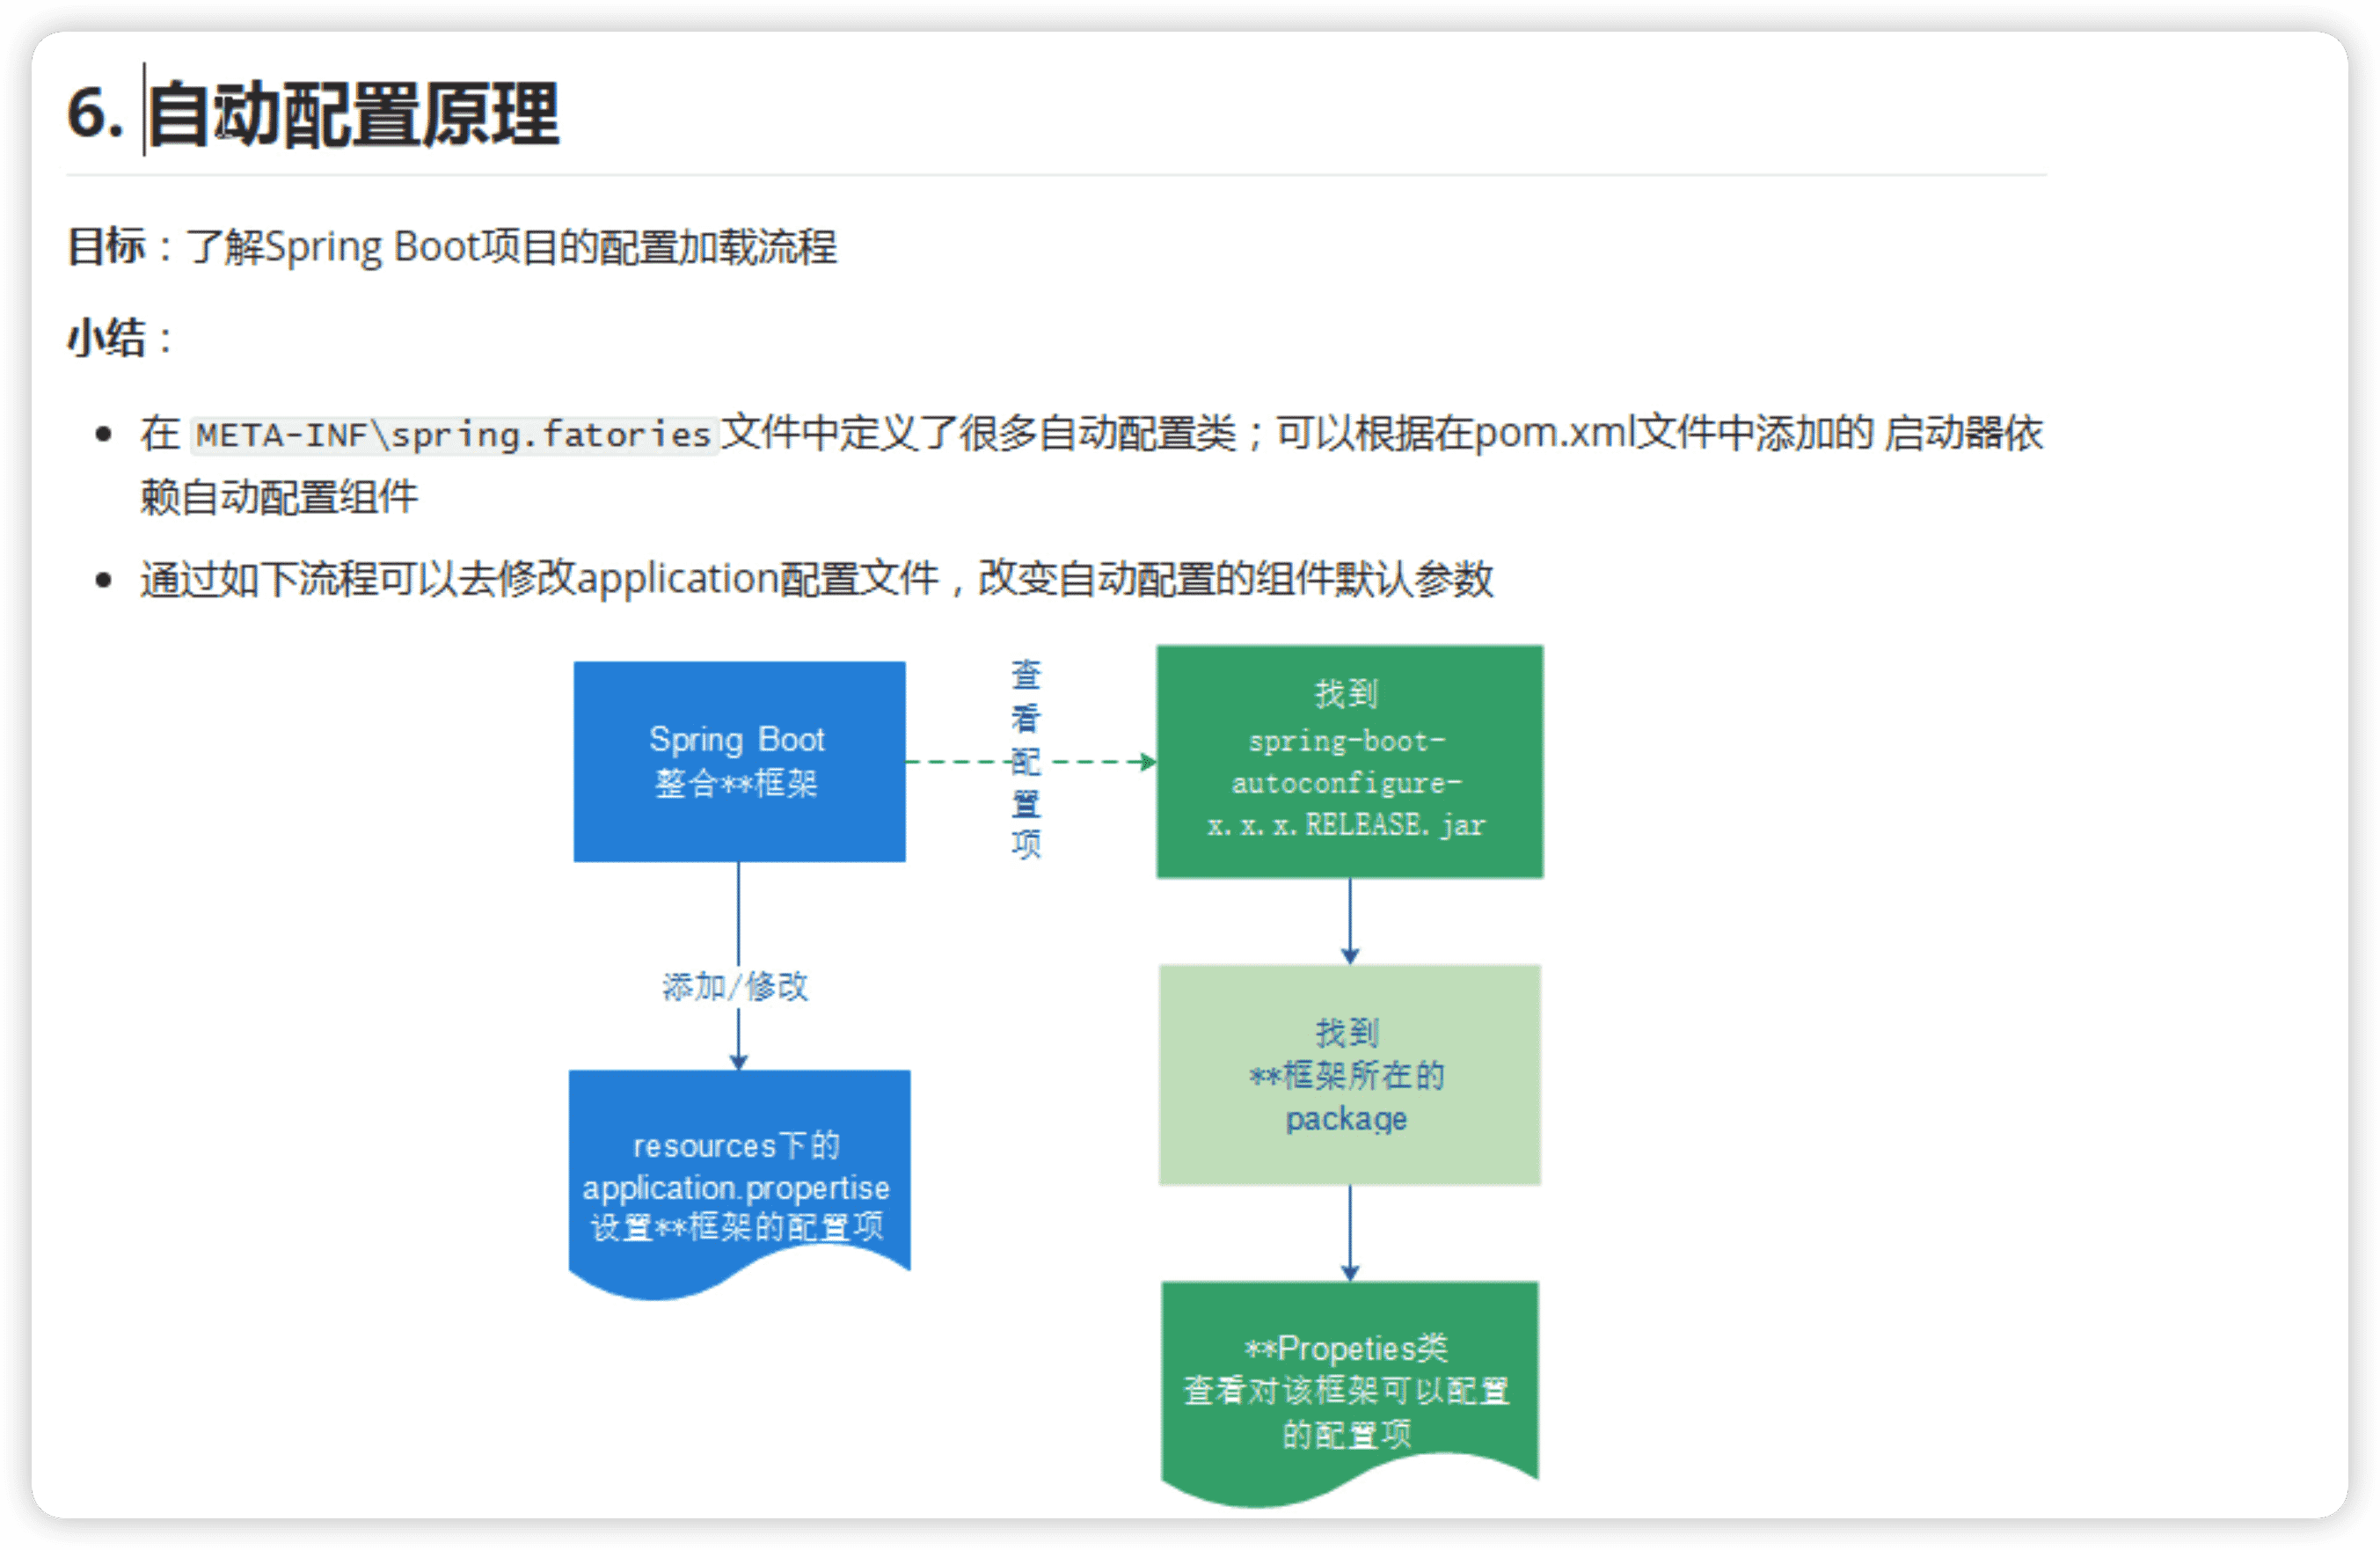 6. 自动配置原理
目标：了解Spring Boot项目的配置加载流程
小结：
在 META-INF\spring.fatories文件中定义了很多自动配置类；可以根据在pom.xml文件中添加的 启动器依
赖自动配置组件
通过如下流程可以去修改application配置文件，改变自动配置的组件默认参数
Spring Boot
整合**框架
查看配置项
找到
spring-boot-
autoconfigure-
x.x.x.RELEASE.jar
添加/修改
找到
**框架所在的
package
resources下的
application.propertise
设置**框架的配置项
**Propeties类
查看对该框架可以配置
的配置项